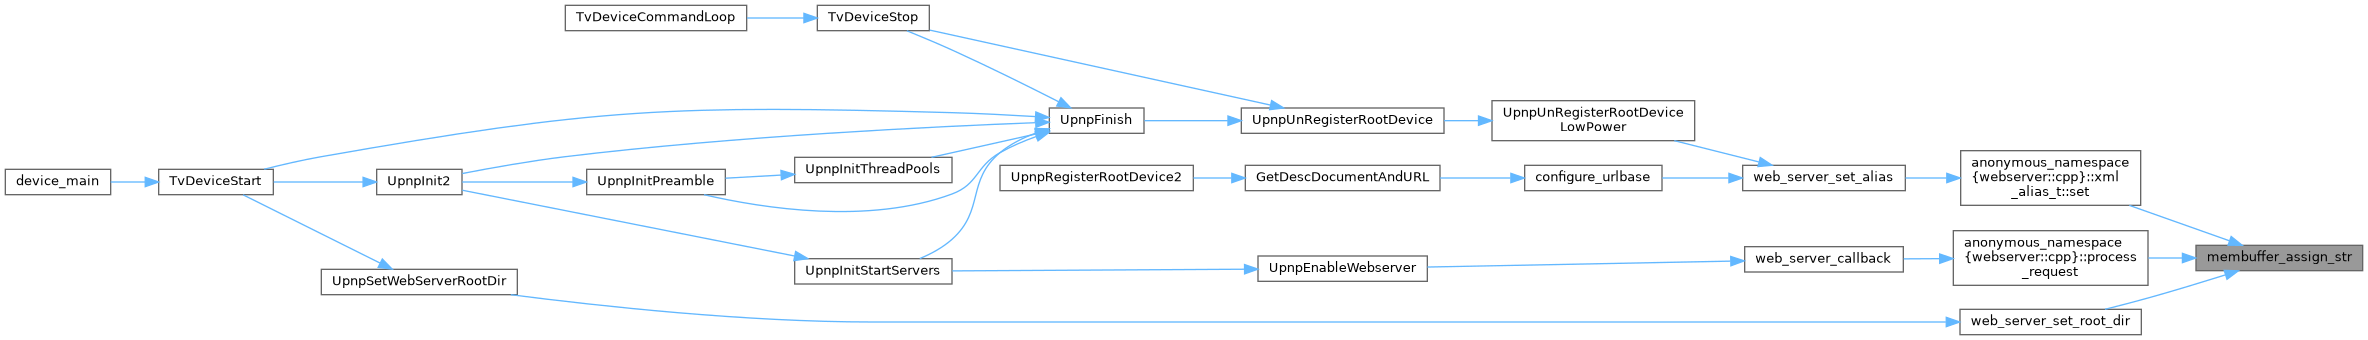 TvDeviceCommandLoop
TvDeviceStop
UpnpFinish
UpnpUnRegisterRootDevice
UpnpUnRegisterRootDevice
LowPower
device_main
TvDeviceStart
UpnpInit2
UpnpInitPreamble
UpnpInitThreadPools
UpnpRegisterRootDevice2
GetDescDocumentAndURL
configure_urlbase
web_server_set_alias
anonymous_namespace
{webserver::cpp}::xml
_alias_t::set
UpnpSetWebServerRootDir
UpnpInitStartServers
UpnpEnableWebserver
web_server_callback
anonymous_namespace
{webserver::cpp}::process
_request
membuffer_assign_str
web_server_set_root_dir